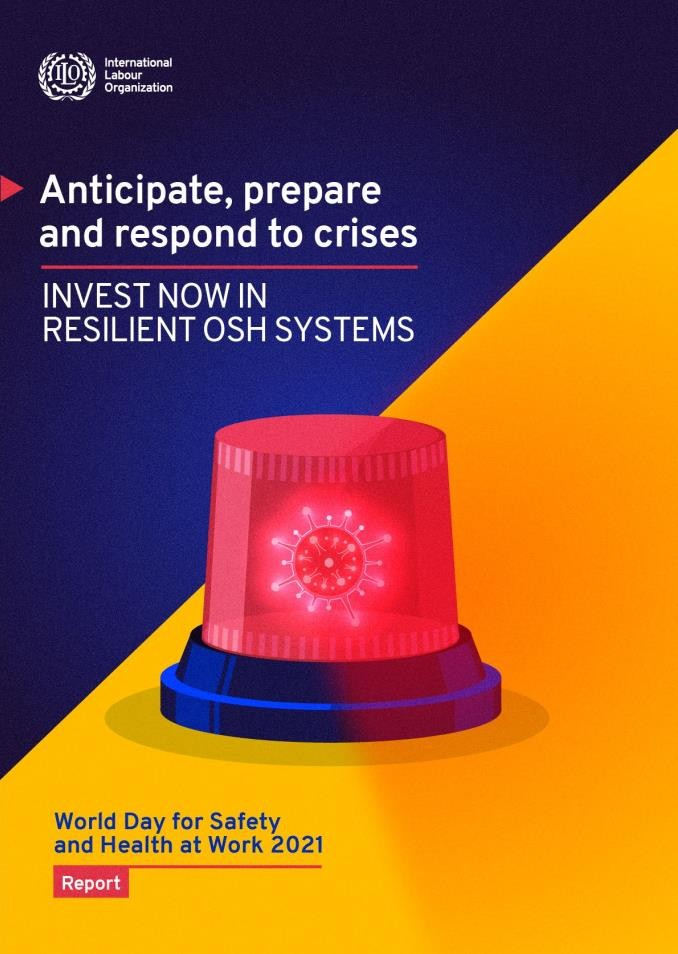 ILO
International
Labour
Organization
Anticipate, prepare
and respond to crises
INVEST NOW IN
RESILIENT OSH SYSTEMS
World Day for Safety
and Health at Work 2021
Report